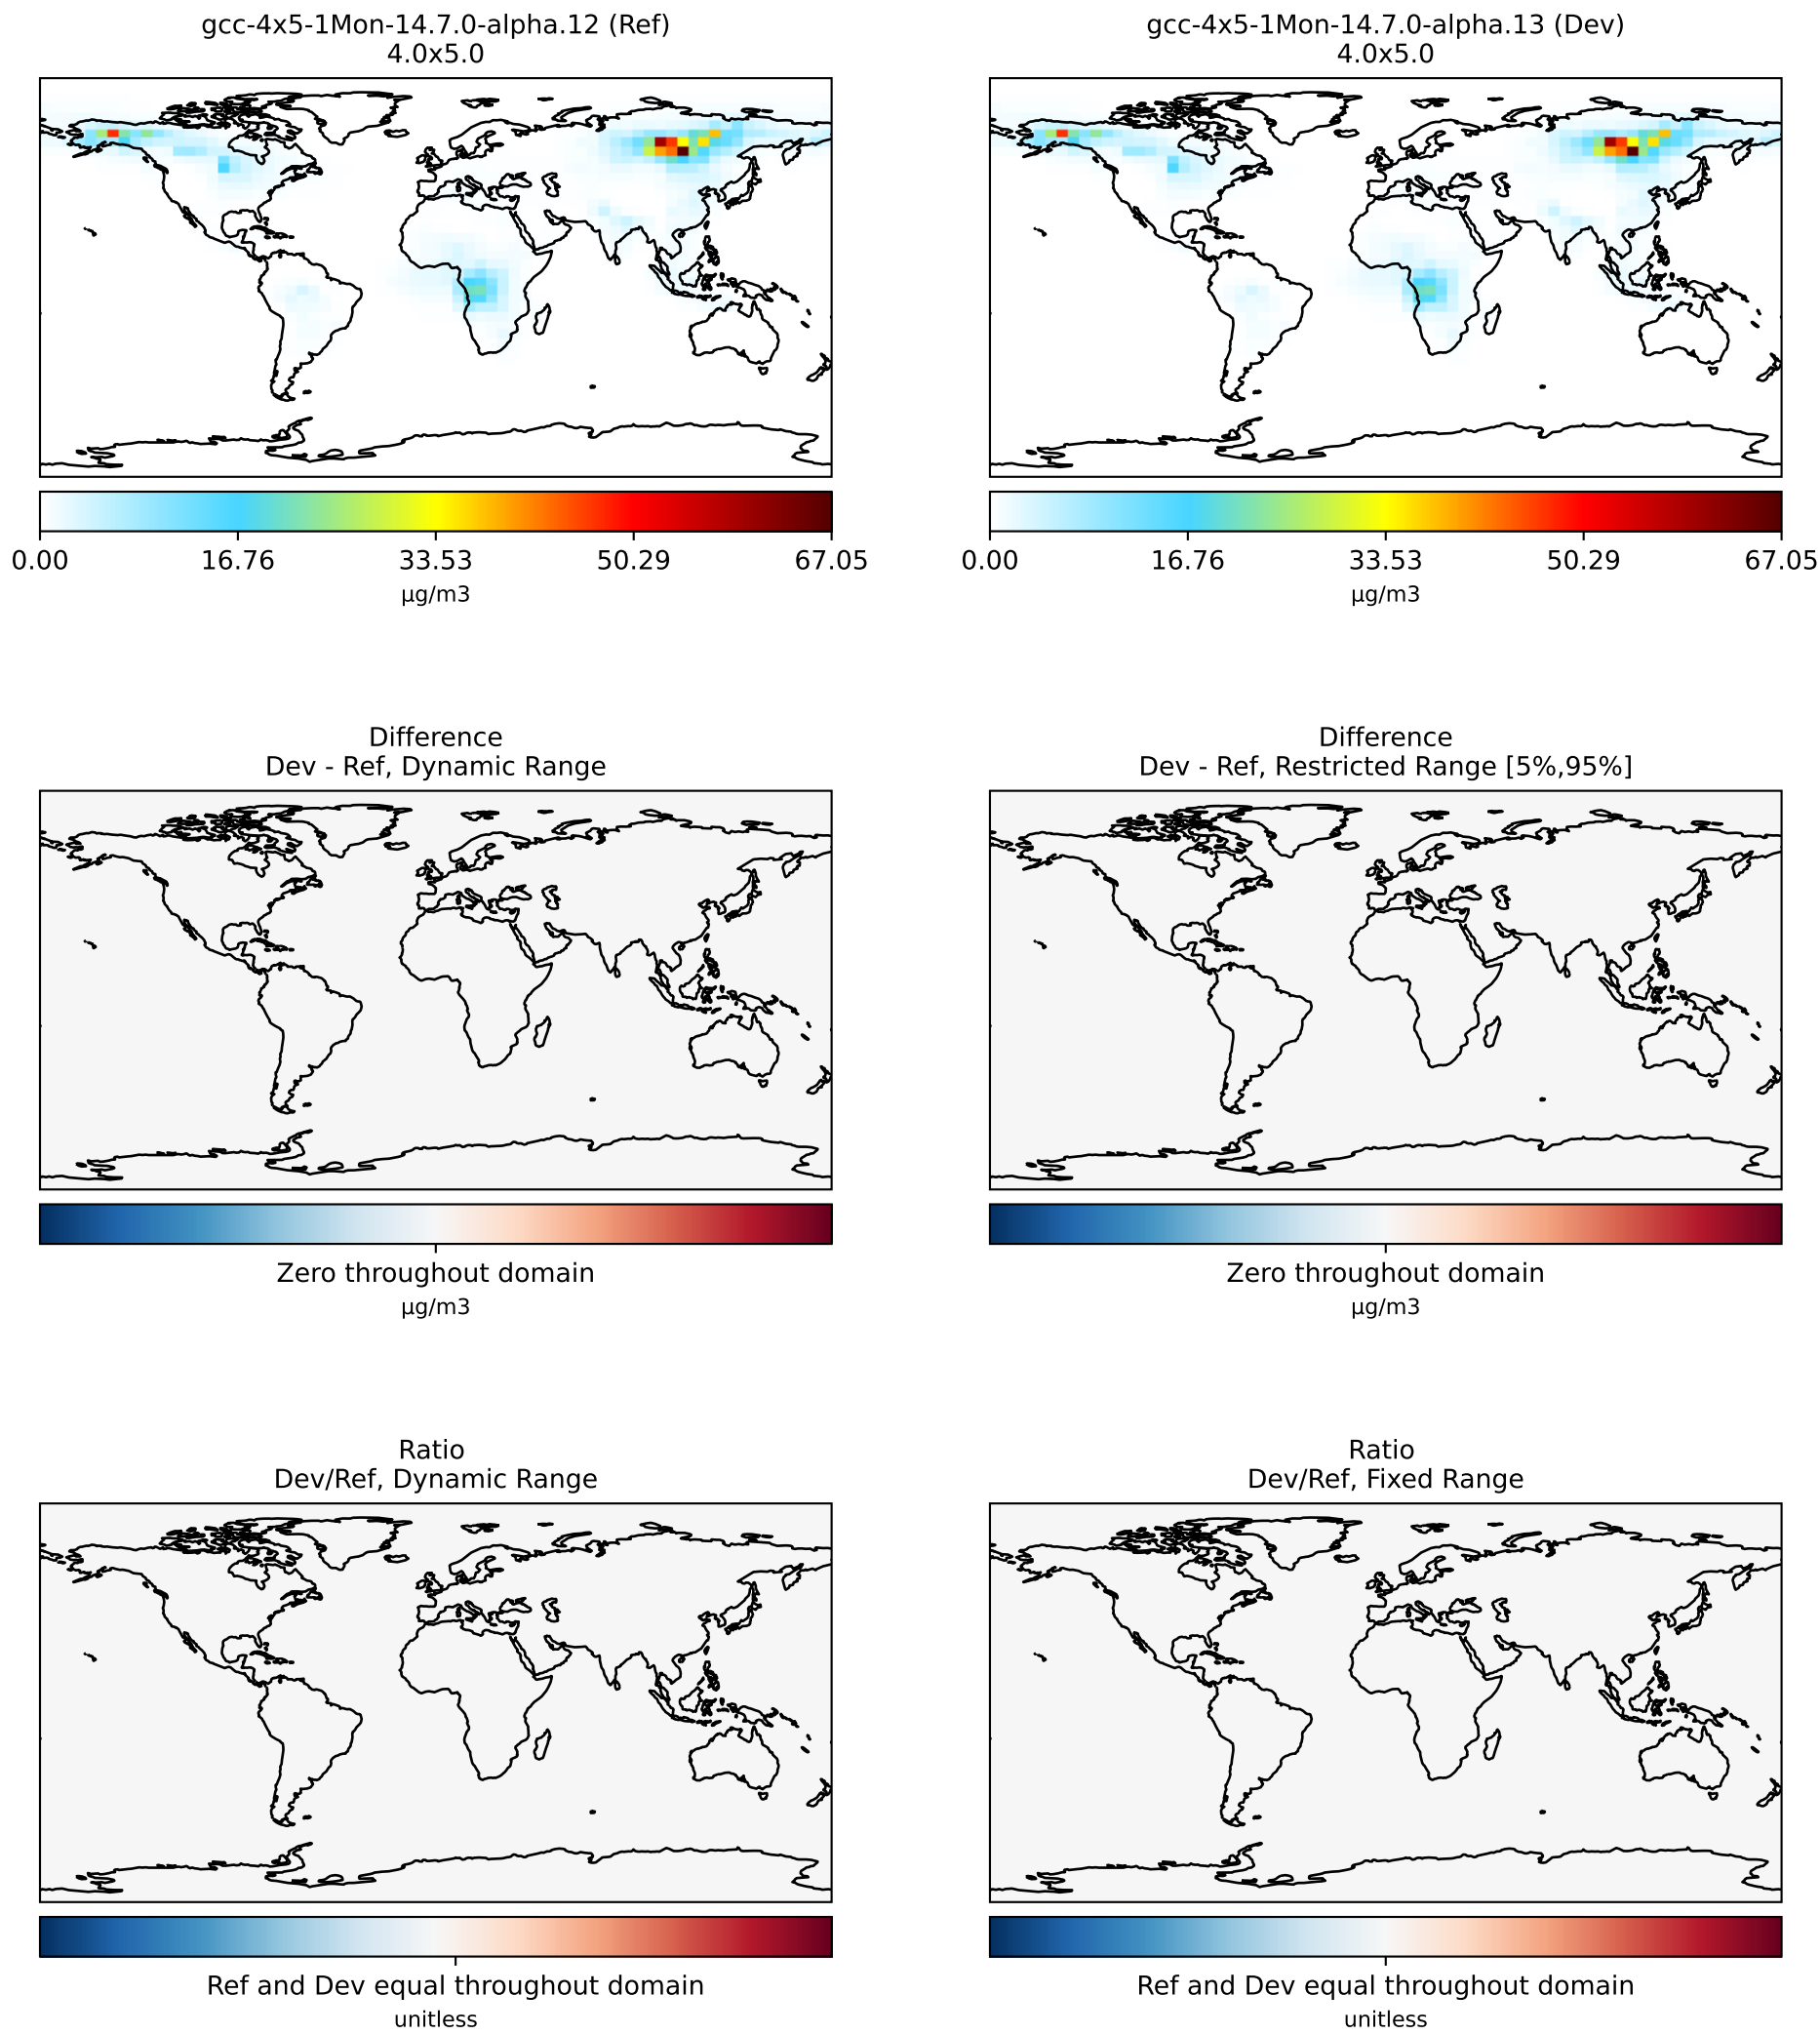 gcc-4x5-1Mon-14.7.0-alpha.12 (Ref)
4.0x5.0
gcc-4x5-1Mon-14.7.0-alpha.13 (Dev)
4.0x5.0
0.00 16.76 33.53 50.29 67.05
μg/m3
0.00 16.76 33.53 50.29 67.05
μg/m3
Difference
Dev - Ref, Dynamic Range
Difference
Dev - Ref, Restricted Range [5%,95%]
Zero throughout domain
μg/m3
Zero throughout domain
μg/m3
Ratio
Dev/Ref, Dynamic Range
Ratio
Dev/Ref, Fixed Range
Ref and Dev equal throughout domain
unitless
Ref and Dev equal throughout domain
unitless